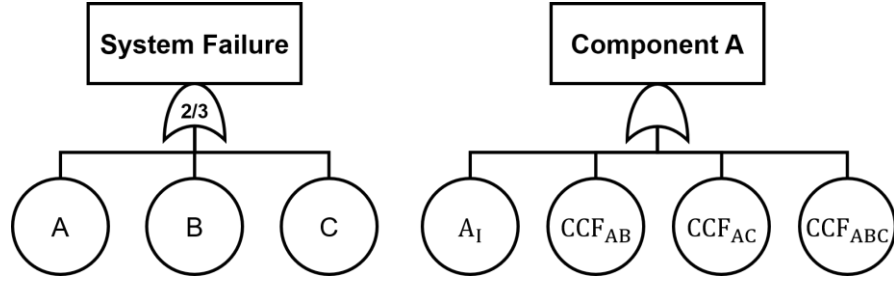 System Failure
2/3
A
B
C
Component A
A_I
CCF_AB
CCF_AC
CCF_ABC